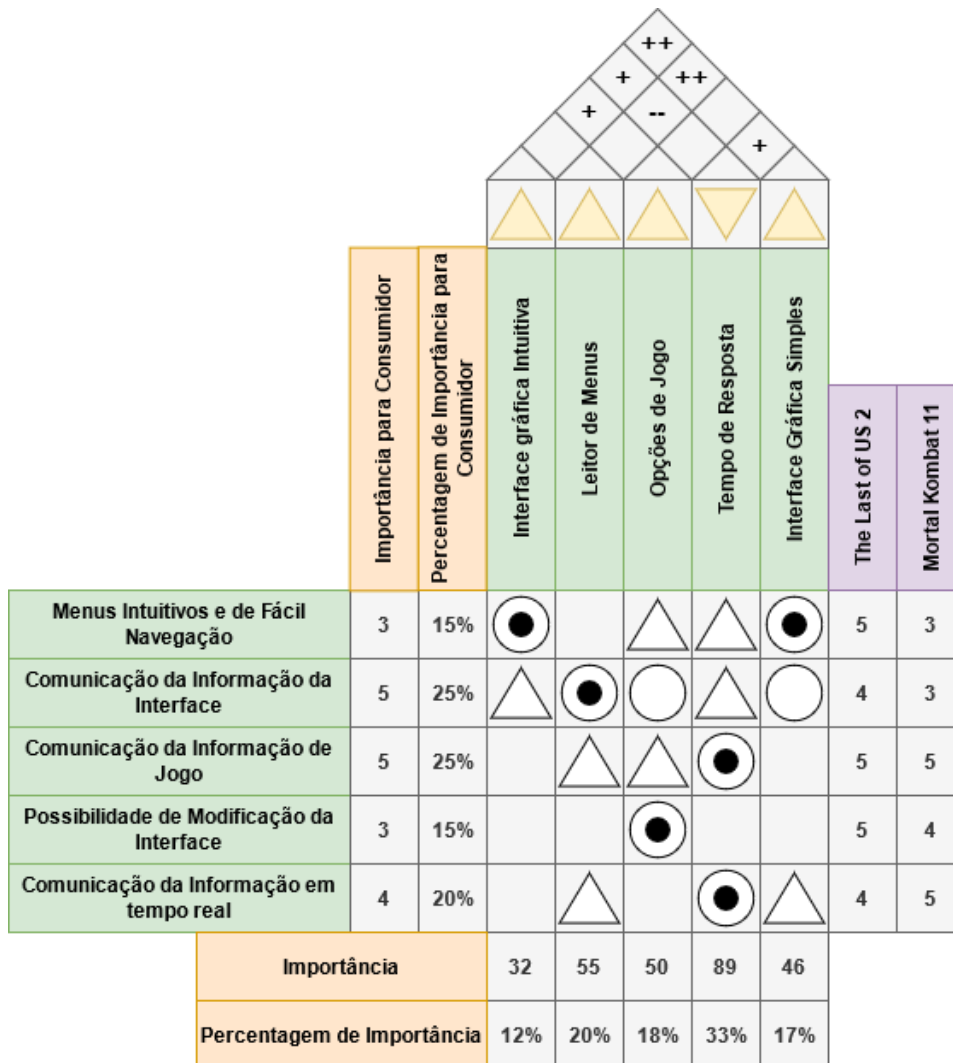 ++
+ ++
+ --
+
Importância para Consumidor
Percentagem de Importância para
Consumidor
Interface gráfica Intuitiva
Leitor de Menus
Opções de Jogo
Tempo de Resposta
Interface Gráfica Simples
The Last of US 2
Mortal Kombat 11
Menus Intuitivos e de Fácil
Navegação
3 15% 5 3
Comunicação da Informação da
Interface
5 25% 4 3
Comunicação da Informação de
Jogo
5 25% 5 5
Possibilidade de Modificação da
Interface
3 15% 5 4
Comunicação da Informação em
tempo real
4 20% 4 5
Importância 32 55 50 89 46
Percentagem de Importância 12% 20% 18% 33% 17%